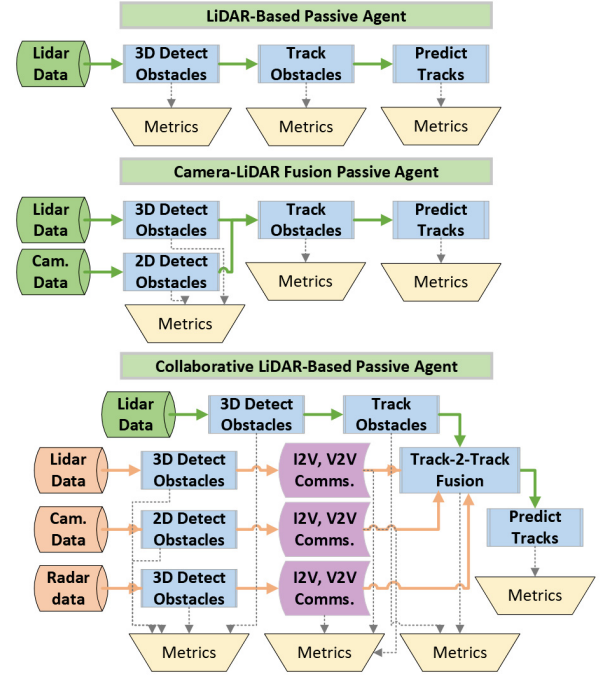 LiDAR-Based Passive Agent
Lidar
Data
3D Detect
Obstacles
Track
Obstacles
Predict
Tracks
Metrics
Metrics
Metrics
Camera-LiDAR Fusion Passive Agent
Lidar
Data
3D Detect
Obstacles
Track
Obstacles
Predict
Tracks
Cam.
Data
2D Detect
Obstacles
Metrics
Metrics
Metrics
Collaborative LiDAR-Based Passive Agent
Lidar
Data
3D Detect
Obstacles
Track
Obstacles
Lidar
Data
3D Detect
Obstacles
I2V, V2V
Comms.
Track-2-Track
Fusion
Cam.
Data
2D Detect
Obstacles
I2V, V2V
Comms.
Predict
Tracks
Radar
data
3D Detect
Obstacles
I2V, V2V
Comms.
Metrics
Metrics
Metrics
Metrics